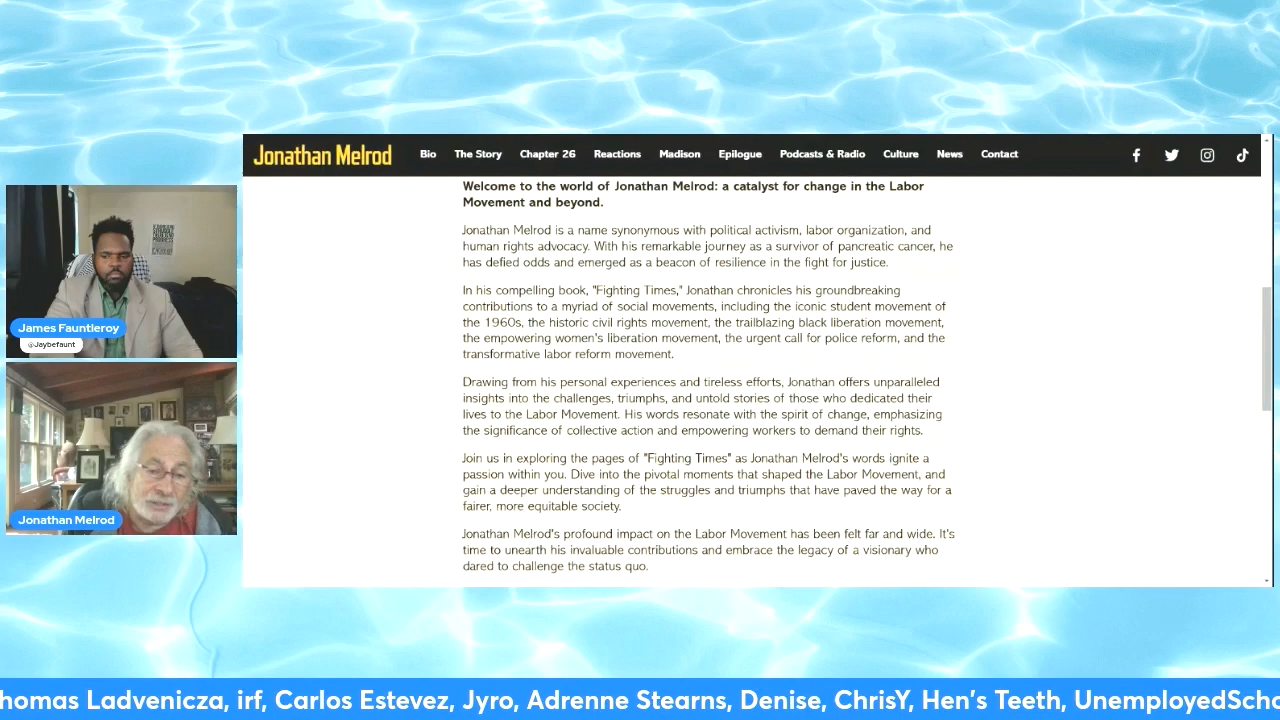 Jonathan Melrod
Bio The Story Chapter 26 Reactions Madison Epilogue Podcasts & Radio Culture News Contact
Welcome to the world of Jonathan Melrod: a catalyst for change in the Labor
Movement and beyond.
Jonathan Melrod is a name synonymous with political activism, labor organization, and
human rights advocacy. With his remarkable journey as a survivor of pancreatic cancer, he
has defied odds and emerged as a beacon of resilience in the fight for justice.
In his compelling book, "Fighting Times," Jonathan chronicles his groundbreaking
contributions to a myriad of social movements, including the iconic student movement of
the 1960s, the historic civil rights movement, the trailblazing black liberation movement,
the empowering women's liberation movement, the urgent call for police reform, and the
transformative labor reform movement.
Drawing from his personal experiences and tireless efforts, Jonathan offers unparalleled
insights into the challenges, triumphs, and untold stories of those who dedicated their
lives to the Labor Movement. His words resonate with the spirit of change, emphasizing
the significance of collective action and empowering workers to demand their rights.
Join us in exploring the pages of "Fighting Times" as Jonathan Melrod's words ignite a
passion within you. Dive into the pivotal moments that shaped the Labor Movement, and
gain a deeper understanding of the struggles and triumphs that have paved the way for a
fairer, more equitable society.
Jonathan Melrod's profound impact on the Labor Movement has been felt far and wide. It's
time to unearth his invaluable contributions and embrace the legacy of a visionary who
dared to challenge the status quo.
James Fauntleroy
@Jaybefaunt
Jonathan Melrod
homas Ladvenicza, irf, Carlos Estevez, Jyro, Adrenne Stearns, Denise, ChrisY, Hen's Teeth, UnemployedScho